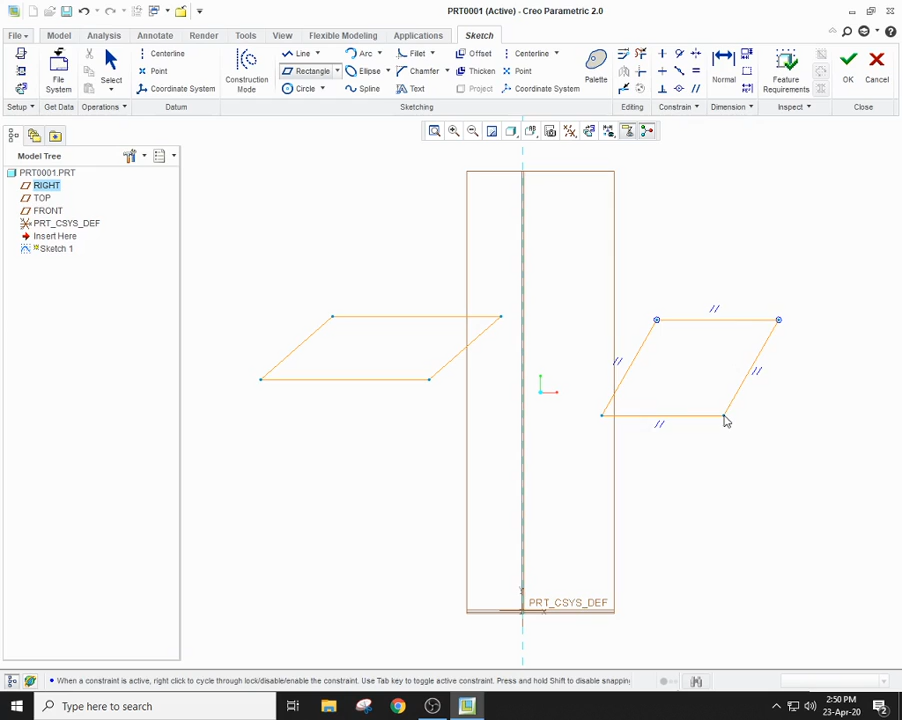 PRT0001 (Active) - Creo Parametric 2.0
File Model Analysis Annotate Render Tools View Flexible Modeling Applications Sketch
File System
Select
Centerline
Point
Coordinate System
Construction Mode
Line Arc Fillet Offset Centerline
Rectangle Ellipse Chamfer Thicken Point
Circle Spline Text Project Coordinate System
Palette
Normal
Feature Requirements
OK Cancel
Setup Get Data Operations Datum Sketching Editing Constrain Dimension Inspect Close
Model Tree
PRT0001.PRT
RIGHT
TOP
FRONT
PRT_CSYS_DEF
Insert Here
Sketch 1
PRT_CSYS_DEF
When a constraint is active, right click to cycle through lock/disable/enable the constraint. Use Tab key to toggle active constraint. Press and hold Shift to disable snapping
Type here to search
2:50 PM
23-Apr-20
2